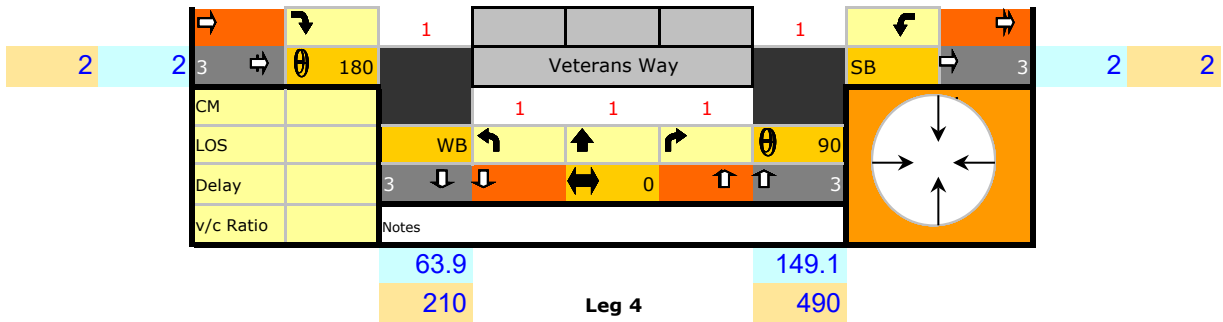 1 1
2 2 3 θ 180 Veterans Way SB 3 2 2
CM 1 1 1
LOS WB θ 90
Delay 3 0 3
v/c Ratio Notes
63.9 149.1
210 Leg 4 490